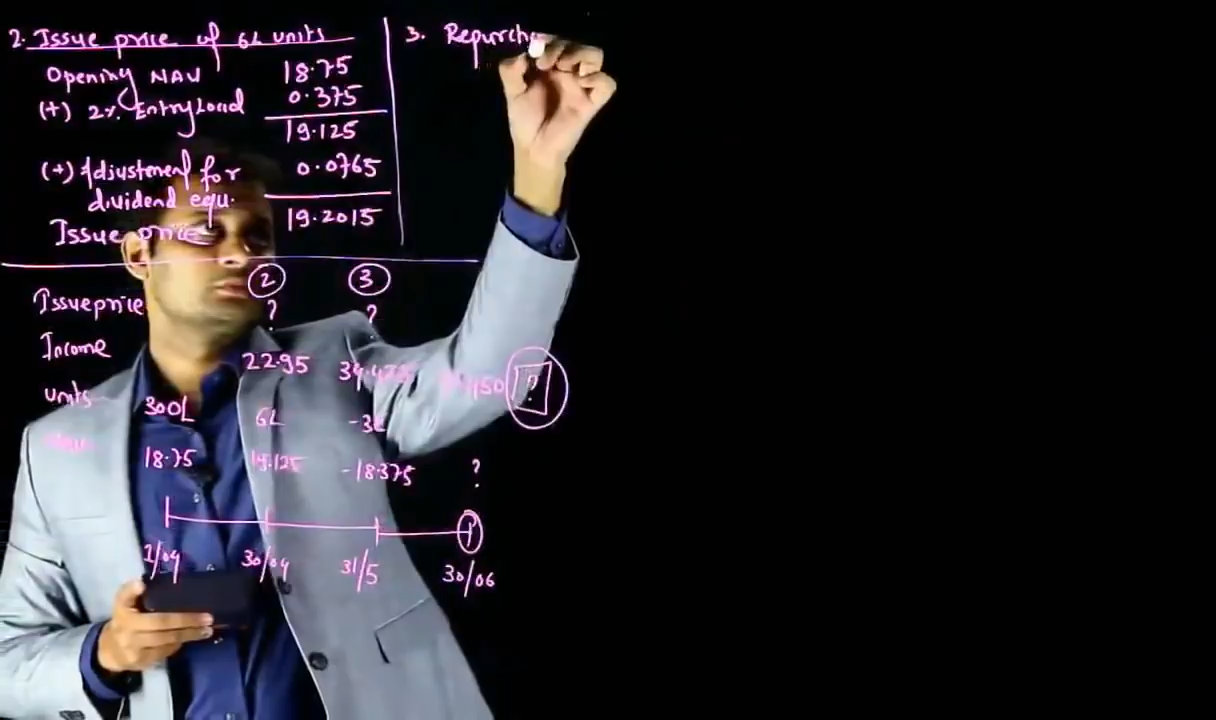 2. Issue price of 6L units
Opening NAV 18.75
(+) 2% Entry Load 0.375
19.125
(+) Adjustment for 0.0765
dividend equ.
Issue price 19.2015
3. Repurcha
2 3
Issue price ? ?
Income 22.95 34.425 450 ?
units 300L 6L -3L
18.75 19.125 -18.375 ?
1/04 30/04 31/5 30/06